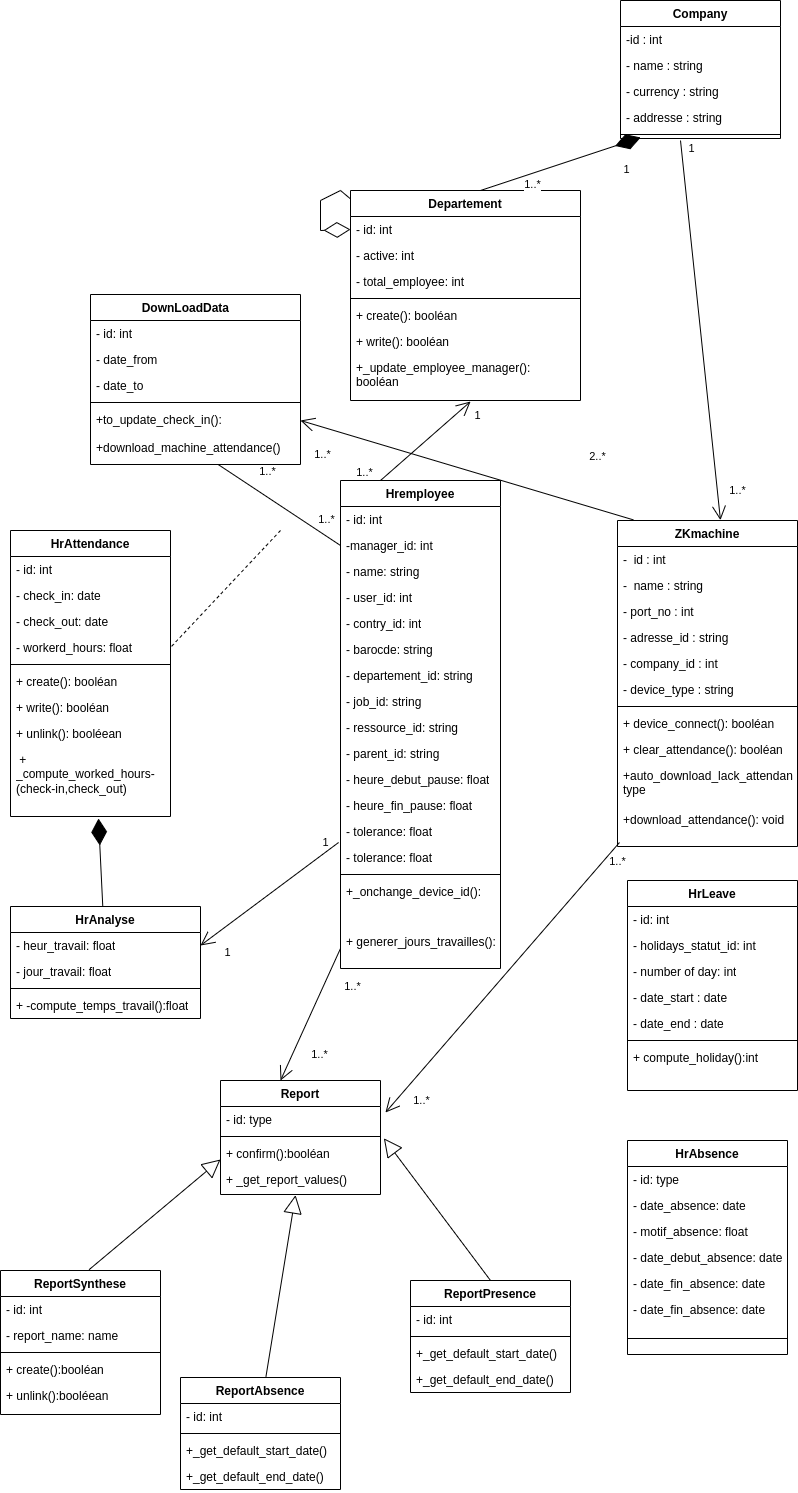 Company
-id : int
- name : string
- currency : string
- addresse : string
1
1
1..*
Departement
- id: int
- active: int
- total_employee: int
+ create(): booléan
+ write(): booléan
+_update_employee_manager():
booléan
DownLoadData
- id: int
- date_from
- date_to
+to_update_check_in():
+download_machine_attendance()
1
1..*
1..*
1..*
1..*
2..*
1..*
Hremployee
- id: int
-manager_id: int
- name: string
- user_id: int
- contry_id: int
- barocde: string
- departement_id: string
- job_id: string
- ressource_id: string
- parent_id: string
- heure_debut_pause: float
- heure_fin_pause: float
- tolerance: float
- tolerance: float
+_onchange_device_id():
+ generer_jours_travailles():
ZKmachine
- id : int
- name : string
- port_no : int
- adresse_id : string
- company_id : int
- device_type : string
+ device_connect(): booléan
+ clear_attendance(): booléan
+auto_download_lack_attendan
type
+download_attendance(): void
HrAttendance
- id: int
- check_in: date
- check_out: date
- workerd_hours: float
+ create(): booléan
+ write(): booléan
+ unlink(): booléean
+
_compute_worked_hours-
(check-in,check_out)
1
1
1..*
HrAnalyse
- heur_travail: float
- jour_travail: float
+ -compute_temps_travail():float
HrLeave
- id: int
- holidays_statut_id: int
- number of day: int
- date_start : date
- date_end : date
+ compute_holiday():int
1..*
1..*
1..*
Report
- id: type
+ confirm():booléan
+ _get_report_values()
HrAbsence
- id: type
- date_absence: date
- motif_absence: float
- date_debut_absence: date
- date_fin_absence: date
- date_fin_absence: date
ReportSynthese
- id: int
- report_name: name
+ create():booléan
+ unlink():booléean
ReportPresence
- id: int
+_get_default_start_date()
+_get_default_end_date()
ReportAbsence
- id: int
+_get_default_start_date()
+_get_default_end_date()